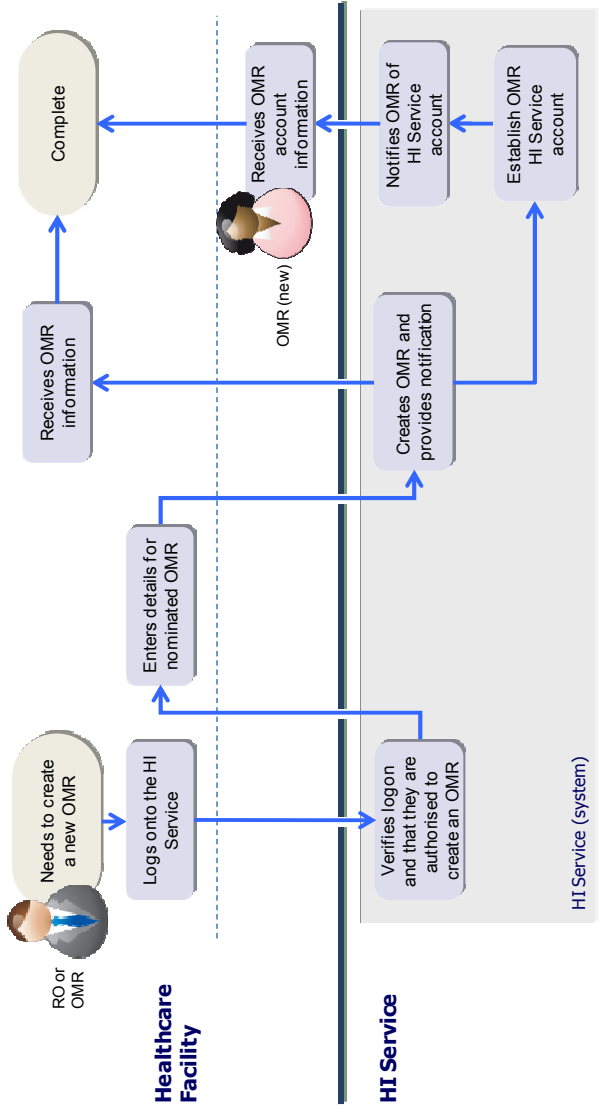 RO or
OMR
Needs to create
a new OMR
Logs onto the HI
Service
Healthcare
Facility
Enters details for
nominated OMR
Receives OMR
information
Complete
OMR (new)
Receives OMR
account
information
HI Service
Verifies logon
and that they are
authorised to
create an OMR
Creates OMR and
provides notification
Notifies OMR of
HI Service
account
Establish OMR
HI Service
account
HI Service (system)